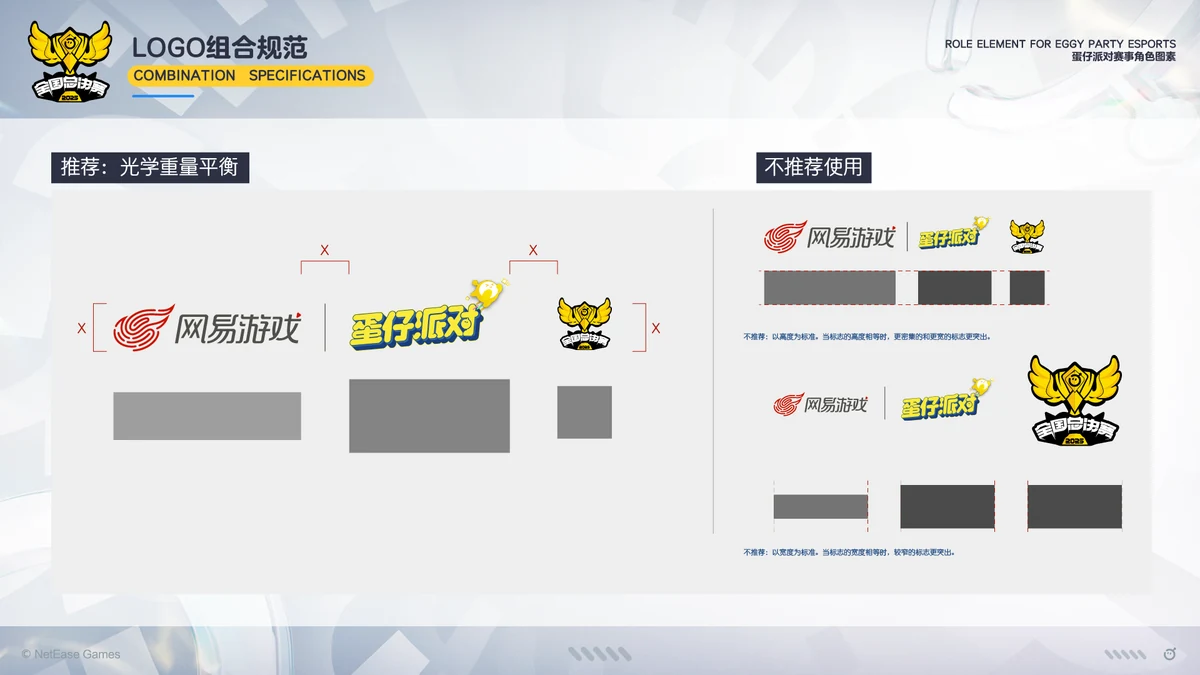 全国总决赛
2025
LOGO组合规范
COMBINATION SPECIFICATIONS
ROLE ELEMENT FOR EGGY PARTY ESPORTS
蛋仔派对赛事角色图素
推荐：光学重量平衡
X
X
X
网易游戏
蛋仔派对
全国总决赛
X
不推荐使用
网易游戏
蛋仔派对
不推荐：以高度为标准。当标志的高度相等时，更密集的和更宽的标志更突出。
网易游戏
蛋仔派对
全国总决赛
2025
不推荐：以宽度为标准。当标志的宽度相等时，较窄的标志更突出。
© NetEase Games